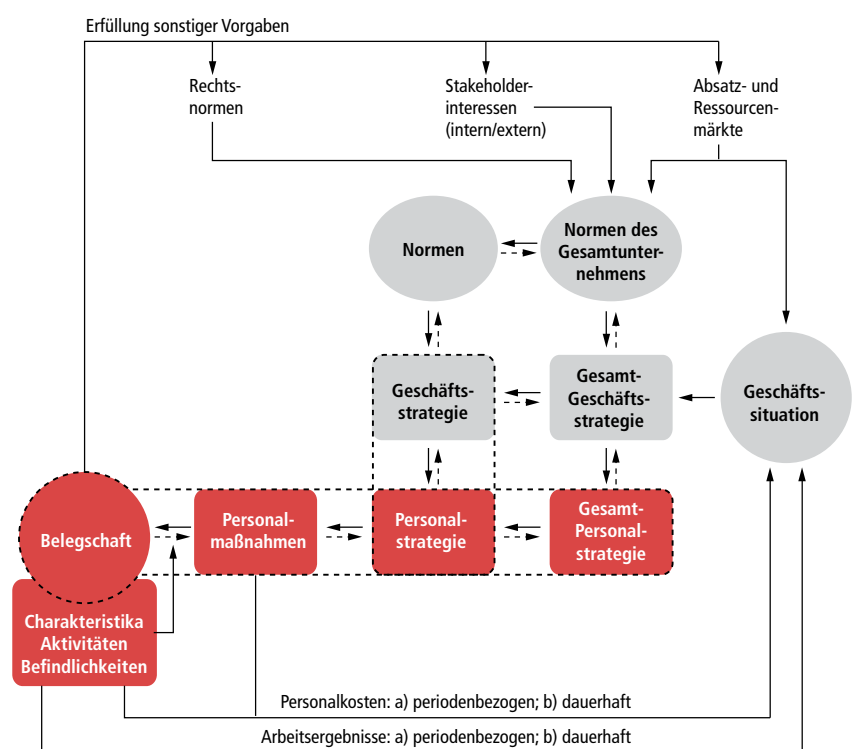 Erfüllung sonstiger Vorgaben
Rechts-
normen
Stakeholder-
interessen
(intern/extern)
Absatz- und
Ressourcen-
märkte
Normen
Normen des
Gesamtunter-
nehmens
Geschäfts-
strategie
Gesamt-
Geschäfts-
strategie
Geschäfts-
situation
Belegschaft
Personal-
maßnahmen
Personal-
strategie
Gesamt-
Personal-
strategie
Charakteristika
Aktivitäten
Befindlichkeiten
Personalkosten: a) periodenbezogen; b) dauerhaft
Arbeitsergebnisse: a) periodenbezogen; b) dauerhaft